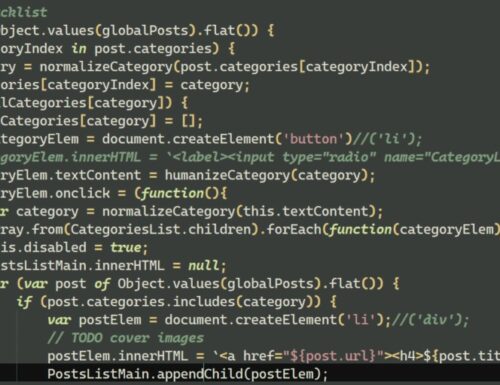 cklist
bject.values(globalPosts).flat()) {
oryIndex in post.categories) {
ry = normalizeCategory(post.categories[categoryIndex]);
ories[categoryIndex] = category;
lCategories[category]) {
Categories[category] = [];
tegoryElem = document.createElement('button')//('li');
goryElem.innerHTML = `<label><input type="radio" name="CategoryL
ryElem.textContent = humanizeCategory(category);
ryElem.onclick = (function(){
r category = normalizeCategory(this.textContent);
ray.from(CategoriesList.children).forEach(function(categoryElem)
is.disabled = true;
stsListMain.innerHTML = null;
r (var post of Object.values(globalPosts).flat()) {
if (post.categories.includes(category)) {
var postElem = document.createElement('li');//('div');
// TODO cover images
postElem.innerHTML = `<a href="${post.url}"><h4>${post.tit
PostsListMain.appendChild(postElem);